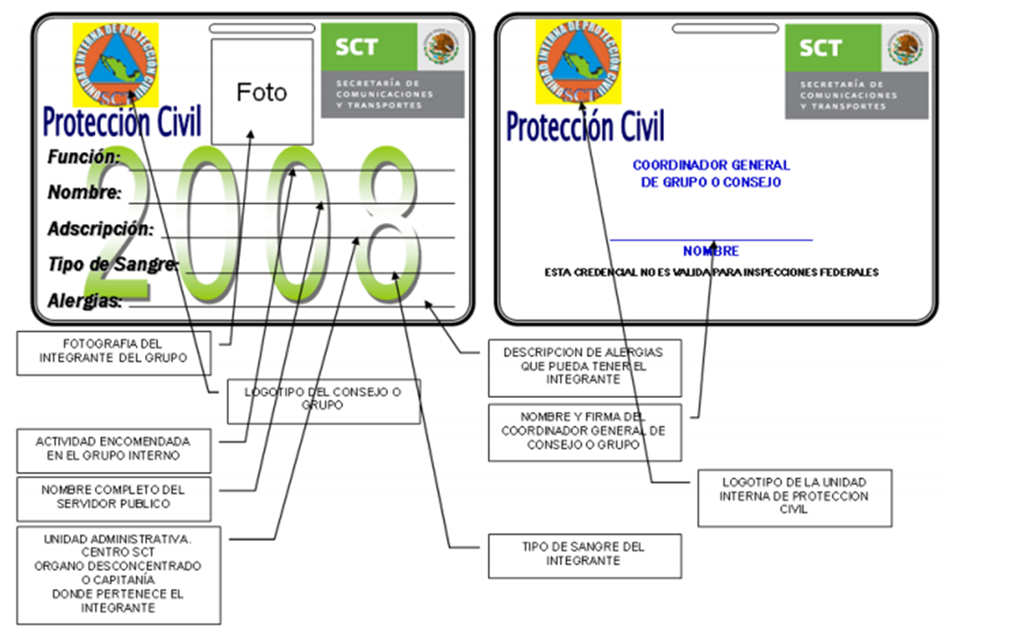 UNIDAD INTERNA DE PROTECCIÓN CIVIL
SCT
Protección Civil
Foto
SCT
SECRETARÍA DE
COMUNICACIONES
Y TRANSPORTES
2008
Función:
Nombre:
Adscripción:
Tipo de Sangre:
Alergias:
UNIDAD INTERNA DE PROTECCIÓN CIVIL
SCT
Protección Civil
SCT
SECRETARÍA DE
COMUNICACIONES
Y TRANSPORTES
COORDINADOR GENERAL
DE GRUPO O CONSEJO
NOMBRE
ESTA CREDENCIAL NO ES VALIDA PARA INSPECCIONES FEDERALES
FOTOGRAFIA DEL
INTEGRANTE DEL GRUPO
LOGOTIPO DEL CONSEJO O
GRUPO
ACTIVIDAD ENCOMENDADA
EN EL GRUPO INTERNO
NOMBRE COMPLETO DEL
SERVIDOR PUBLICO
UNIDAD ADMINISTRATIVA.
CENTRO SCT
ORGANO DESCONCENTRADO
O CAPITANÍA
DONDE PERTENECE EL
INTEGRANTE
DESCRIPCION DE ALERGIAS
QUE PUEDA TENER EL
INTEGRANTE
NOMBRE Y FIRMA DEL
COORDINADOR GENERAL DE
CONSEJO O GRUPO
LOGOTIPO DE LA UNIDAD
INTERNA DE PROTECCION
CIVIL
TIPO DE SANGRE DEL
INTEGRANTE